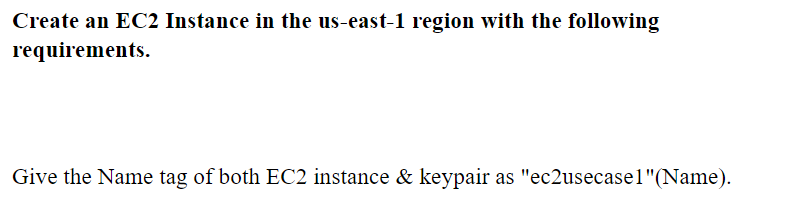 Create an EC2 Instance in the us-east-1 region with the following
requirements.
Give the Name tag of both EC2 instance & keypair as "ec2usecase1"(Name).